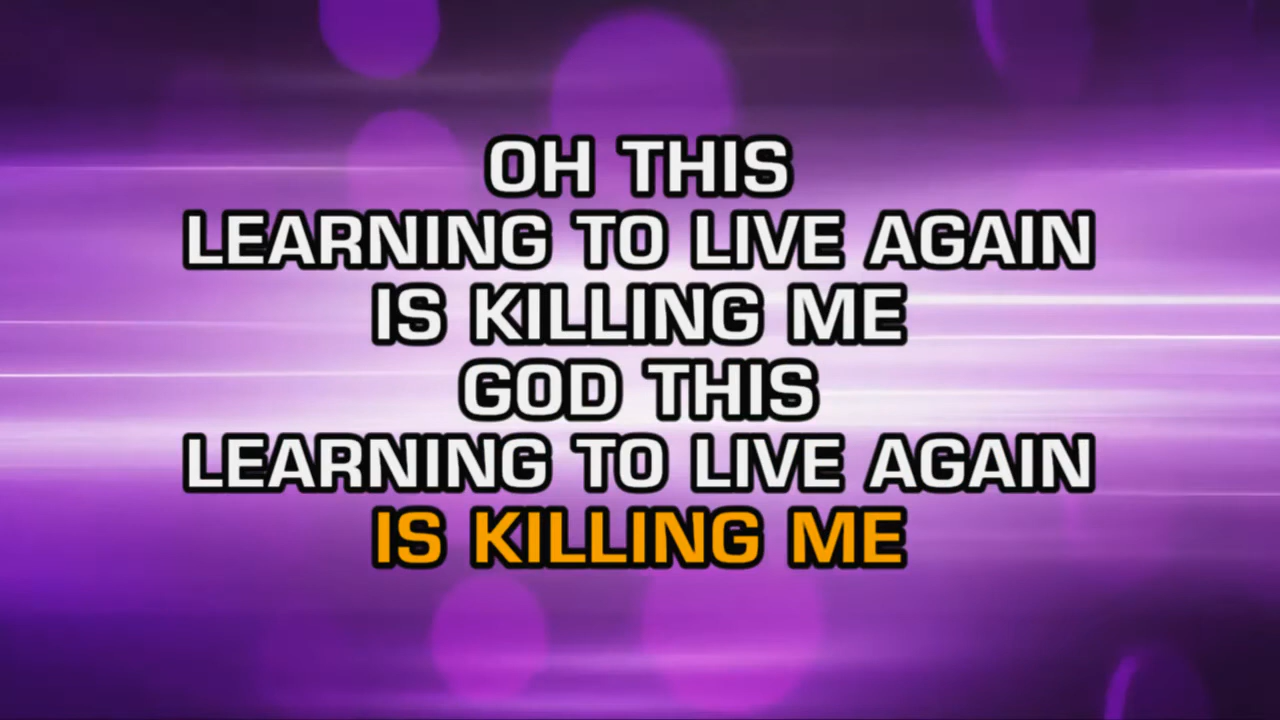 OH THIS
LEARNING TO LIVE AGAIN
IS KILLING ME
GOD THIS
LEARNING TO LIVE AGAIN
IS KILLING ME